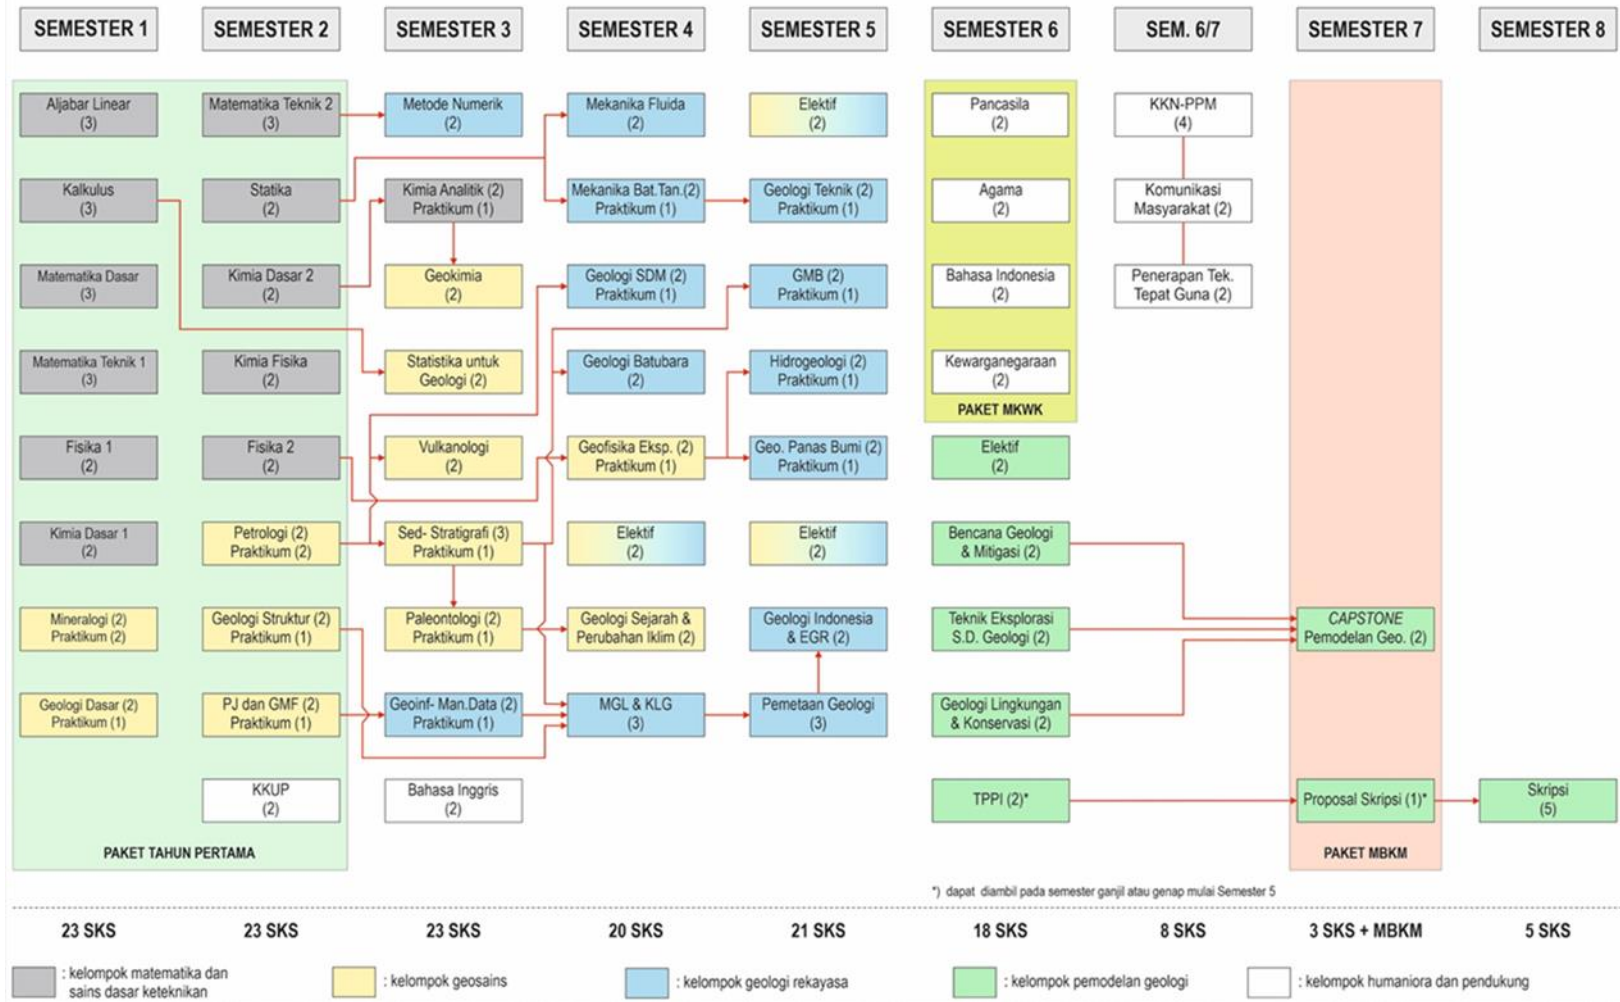 SEMESTER 1
SEMESTER 2
SEMESTER 3
SEMESTER 4
SEMESTER 5
SEMESTER 6
SEM. 6/7
SEMESTER 7
SEMESTER 8
Aljabar Linear
(3)
Matematika Teknik 2
(3)
Metode Numerik
(2)
Mekanika Fluida
(2)
Elektif
(2)
Pancasila
(2)
KKN-PPM
(4)
Kalkulus
(3)
Statika
(2)
Kimia Analitik (2)
Praktikum (1)
Mekanika Bat.Tan.(2)
Praktikum (1)
Geologi Teknik (2)
Praktikum (1)
Agama
(2)
Komunikasi
Masyarakat (2)
Matematika Dasar
(3)
Kimia Dasar 2
(2)
Geokimia
(2)
Geologi SDM (2)
Praktikum (1)
GMB (2)
Praktikum (1)
Bahasa Indonesia
(2)
Penerapan Tek.
Tepat Guna (2)
Matematika Teknik 1
(3)
Kimia Fisika
(2)
Statistika untuk
Geologi (2)
Geologi Batubara
(2)
Hidrogeologi (2)
Praktikum (1)
Kewarganegaraan
(2)
PAKET MKWK
Fisika 1
(2)
Fisika 2
(2)
Vulkanologi
(2)
Geofisika Eksp. (2)
Praktikum (1)
Geo. Panas Bumi (2)
Praktikum (1)
Elektif
(2)
Kimia Dasar 1
(2)
Petrologi (2)
Praktikum (2)
Sed- Stratigrafi (3)
Praktikum (1)
Elektif
(2)
Elektif
(2)
Bencana Geologi
& Mitigasi (2)
Mineralogi (2)
Praktikum (2)
Geologi Struktur (2)
Praktikum (1)
Paleontologi (2)
Praktikum (1)
Geologi Sejarah &
Perubahan Iklim (2)
Geologi Indonesia
& EGR (2)
Teknik Eksplorasi
S.D. Geologi (2)
CAPSTONE
Pemodelan Geo. (2)
Geologi Dasar (2)
Praktikum (1)
PJ dan GMF (2)
Praktikum (1)
Geoinf- Man.Data (2)
Praktikum (1)
MGL & KLG
(3)
Pemetaan Geologi
(3)
Geologi Lingkungan
& Konservasi (2)
KKUP
(2)
Bahasa Inggris
(2)
TPPI (2)*
Proposal Skripsi (1)*
Skripsi
(5)
PAKET TAHUN PERTAMA
PAKET MBKM
*) dapat diambil pada semester ganjil atau genap mulai Semester 5
23 SKS
23 SKS
23 SKS
20 SKS
21 SKS
18 SKS
8 SKS
3 SKS + MBKM
5 SKS
: kelompok matematika dan
sains dasar keteknikan
: kelompok geosains
: kelompok geologi rekayasa
: kelompok pemodelan geologi
: kelompok humaniora dan pendukung